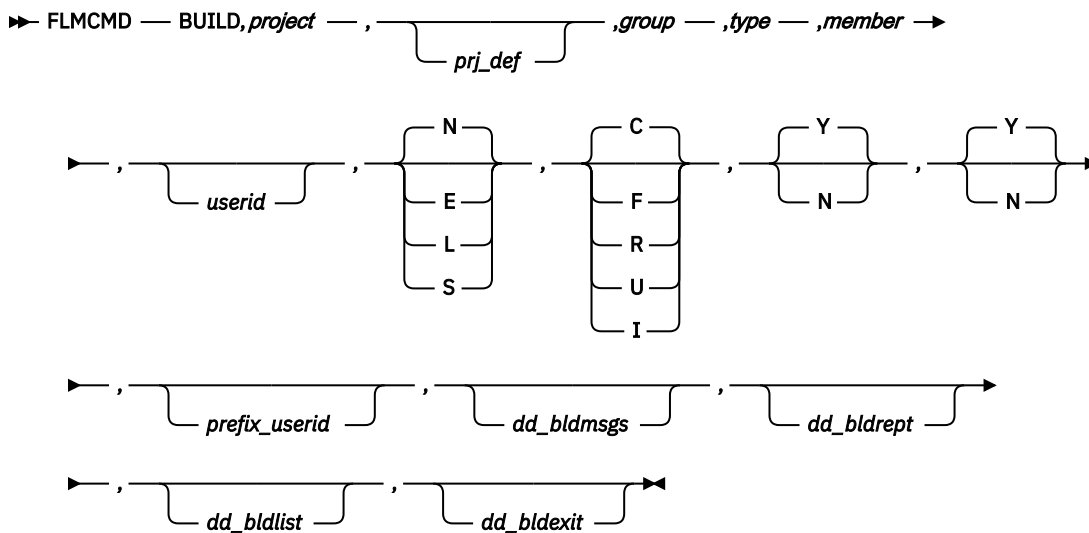 FLMCMD BUILD,project , ,group ,type ,member
prj_def
N C Y Y
, , , , ,
userid E F N N
L R
S U
I
, , ,
prefix_userid dd_bldmsgs dd_bldrept
, ,
dd_bldlist dd_bldexit